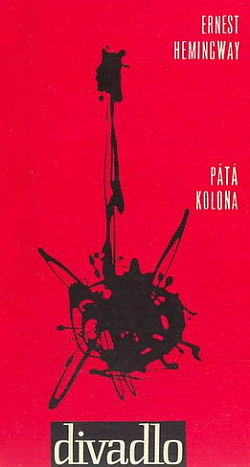 ERNEST
HEMINGWAY
PÁTÁ
KOLONA
divadlo